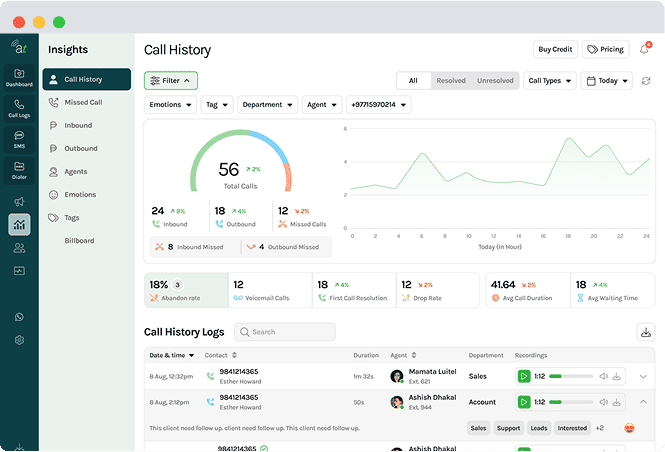 at
Insights
Call History
Buy Credit
Pricing
4
Dashboard
Call Logs
SMS
Dialer
Call History
Missed Call
Inbound
Outbound
Agents
Emotions
Tags
Billboard
Filter
All
Resolved
Unresolved
Call Types
Today
Emotions
Tag
Department
Agent
+97715970214
56
2%
Total Calls
24
8%
Inbound
18
4%
Outbound
12
2%
Missed Calls
8 Inbound Missed
4 Outbound Missed
6
4
2
0
0 2 4 6 8 10 12 14 16 18 20 22 24
Today (in Hour)
18% 3
Abandon rate
12
Voicemail Calls
18 4%
First Call Resolution
12 2%
Drop Rate
41.64 2%
Avg Call Duration
18 4%
Avg Waiting Time
Call History Logs
Search
Date & time Contact Duration Agent Department Recordings
8 Aug, 12:32pm
9841214365
Esther Howard
1m:32s
Mamata Luitel
Ext. 621
Sales
1:12
8 Aug, 2:12pm
9841214365
Esther Howard
50s
Ashish Dhakal
Ext. 944
Account
1:12
This client need follow up. client need follow up. This client need follow up.
Sales
Support
Leads
Interested
+2
9841214365
Ashish Dhakal